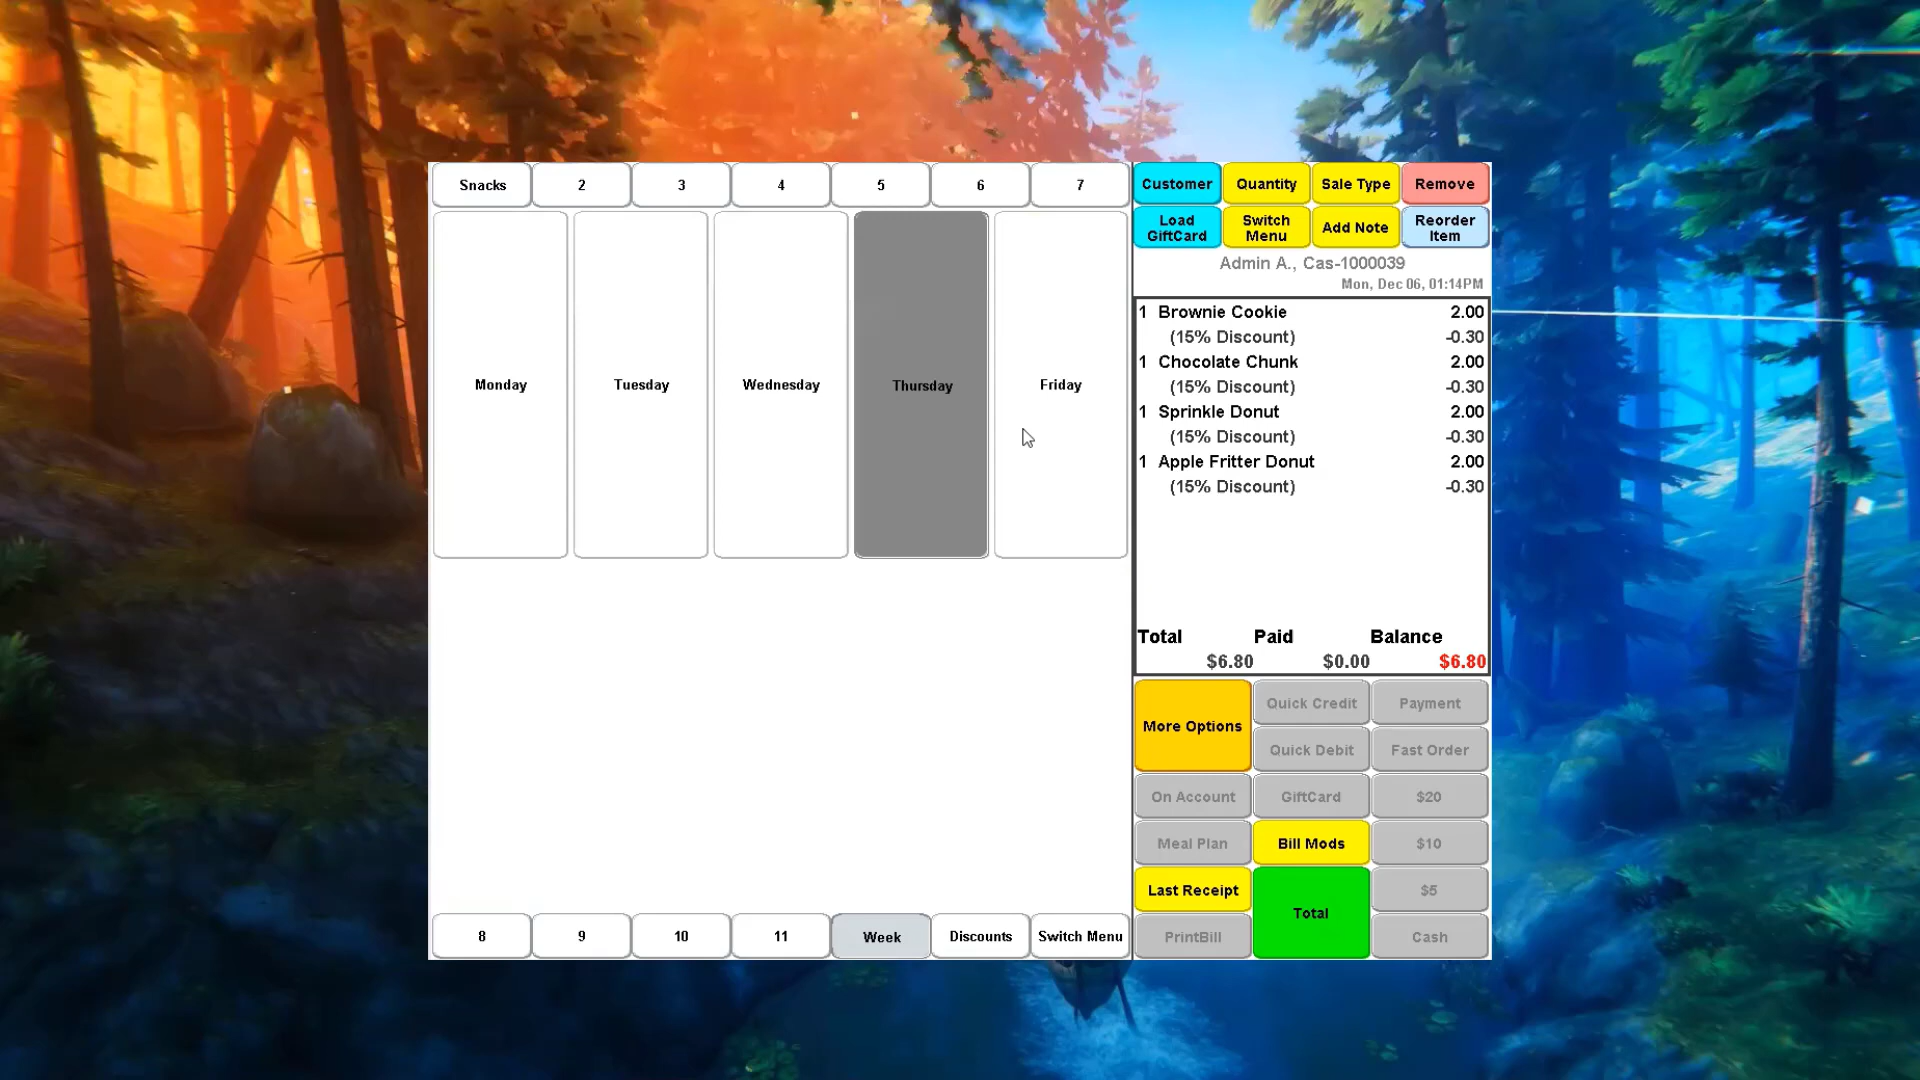 Snacks 2 3 4 5 6 7
Customer Quantity Sale Type Remove
Load GiftCard Switch Menu Add Note Reorder Item
Admin A., Cas-1000039
Mon, Dec 06, 01:14PM
Monday Tuesday Wednesday Thursday Friday
1 Brownie Cookie 2.00
(15% Discount) -0.30
1 Chocolate Chunk 2.00
(15% Discount) -0.30
1 Sprinkle Donut 2.00
(15% Discount) -0.30
1 Apple Fritter Donut 2.00
(15% Discount) -0.30
Total Paid Balance
$6.80 $0.00 $6.80
More Options
Quick Credit Payment
Quick Debit Fast Order
On Account GiftCard $20
Meal Plan Bill Mods $10
Last Receipt Total $5
PrintBill Cash
8 9 10 11 Week Discounts Switch Menu